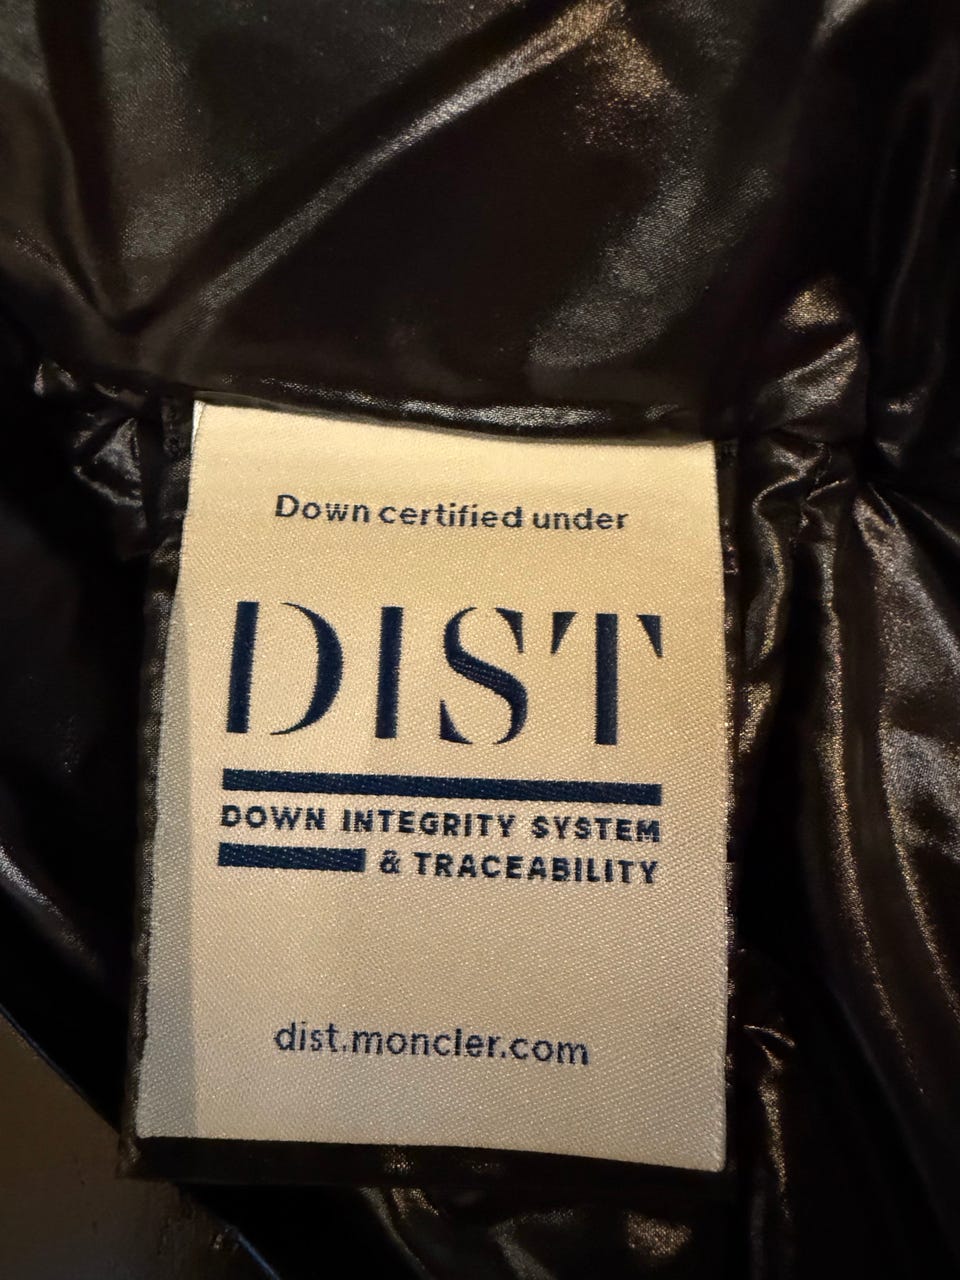 Down certified under
DIST
DOWN INTEGRITY SYSTEM
& TRACEABILITY
dist.moncler.com